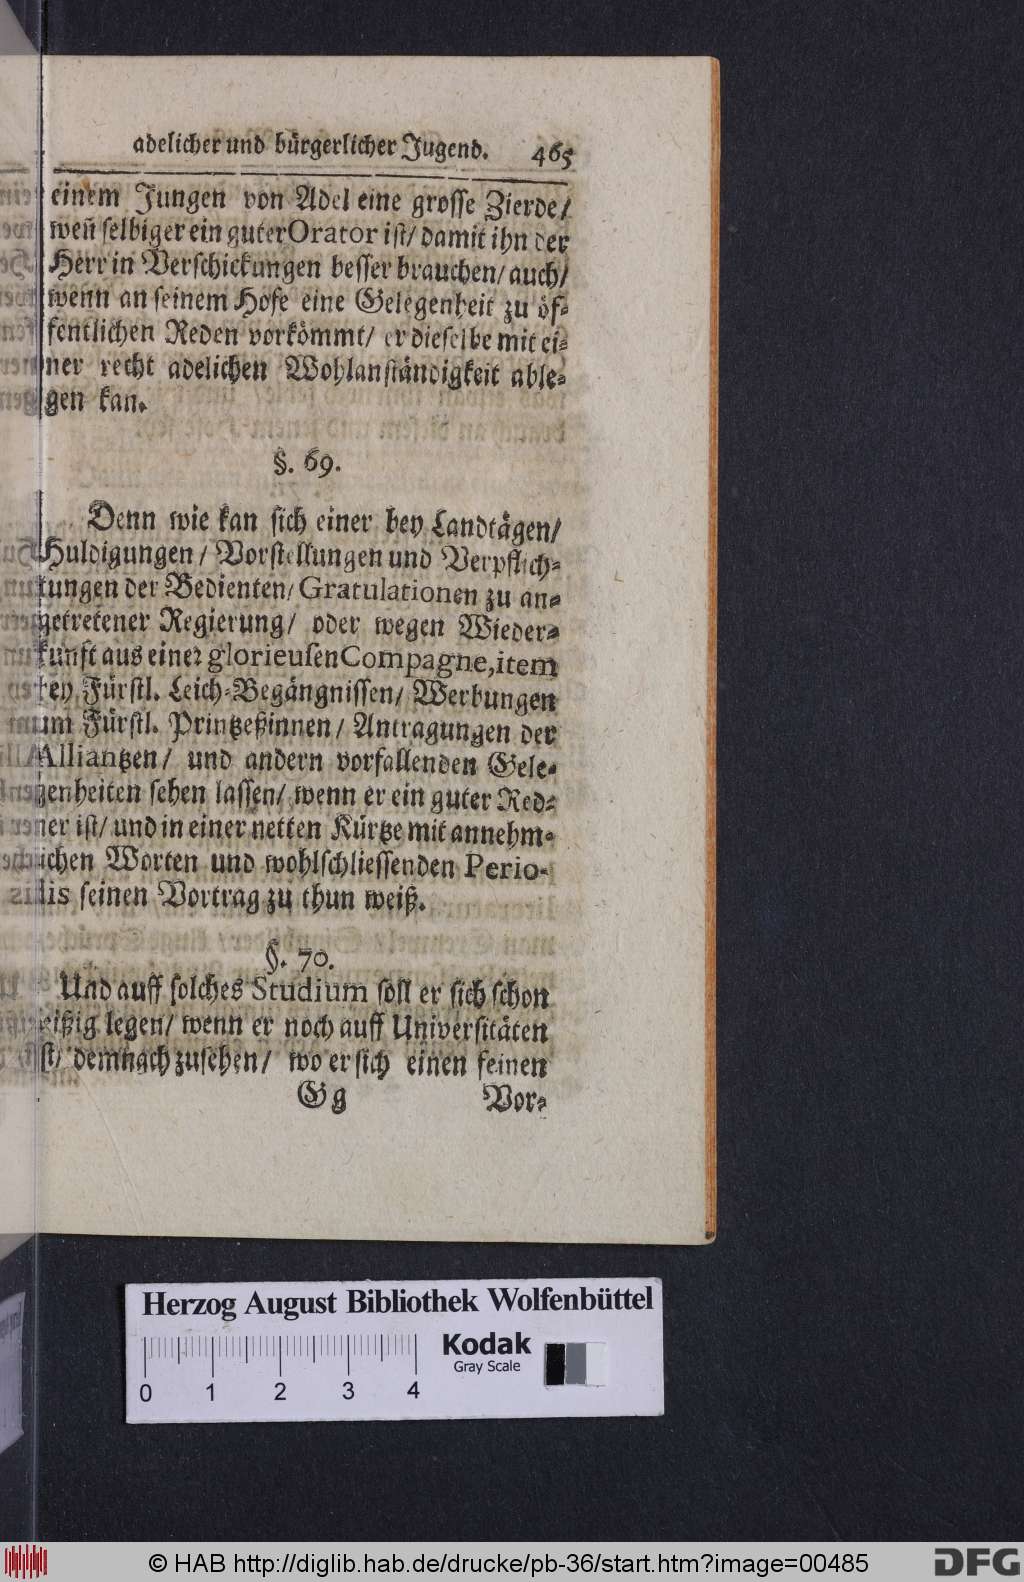 adelicher und bürgerlicher Jugend. 465
einem Jungen von Adel eine grosse Zierde/
weñ selbiger ein guter Orator ist/ damit ihn der
Herr in Verschickungen besser brauchen/ auch/
wenn an seinem Hofe eine Gelegenheit zu öf-
fentlichen Reden vorkömmt/ er dieselbe mit ei-
ner recht adelichen Wohlanständigkeit able-
gen kan.
§. 69.
Denn wie kan sich einer bey Landtägen/
Huldigungen/ Vorstellungen und Verpflich-
tungen der Bedienten/ Gratulationen zu an-
getretener Regierung/ oder wegen Wieder-
kunft aus einer glorieusen Compagne, item
bey Fürstl. Leich-Begängnissen/ Werbungen
um Fürstl. Printzeßinnen/ Antragungen der
Alliantzen/ und andern vorfallenden Gele-
genheiten sehen lassen/ wenn er ein guter Red-
ner ist/ und in einer netten Kürtze mit annehm-
lichen Worten und wohlschliessenden Perio-
dis seinen Vortrag zu thun weiß.
§. 70.
Und auff solches Studium soll er sich schon
eißig legen/ wenn er noch auff Universitäten
ist/ demnach zusehen/ wo er sich einen feinen
Gg Vor-
Herzog August Bibliothek Wolfenbüttel
Kodak
Gray Scale
0 1 2 3 4
© HAB http://diglib.hab.de/drucke/pb-36/start.htm?image=00485
DFG